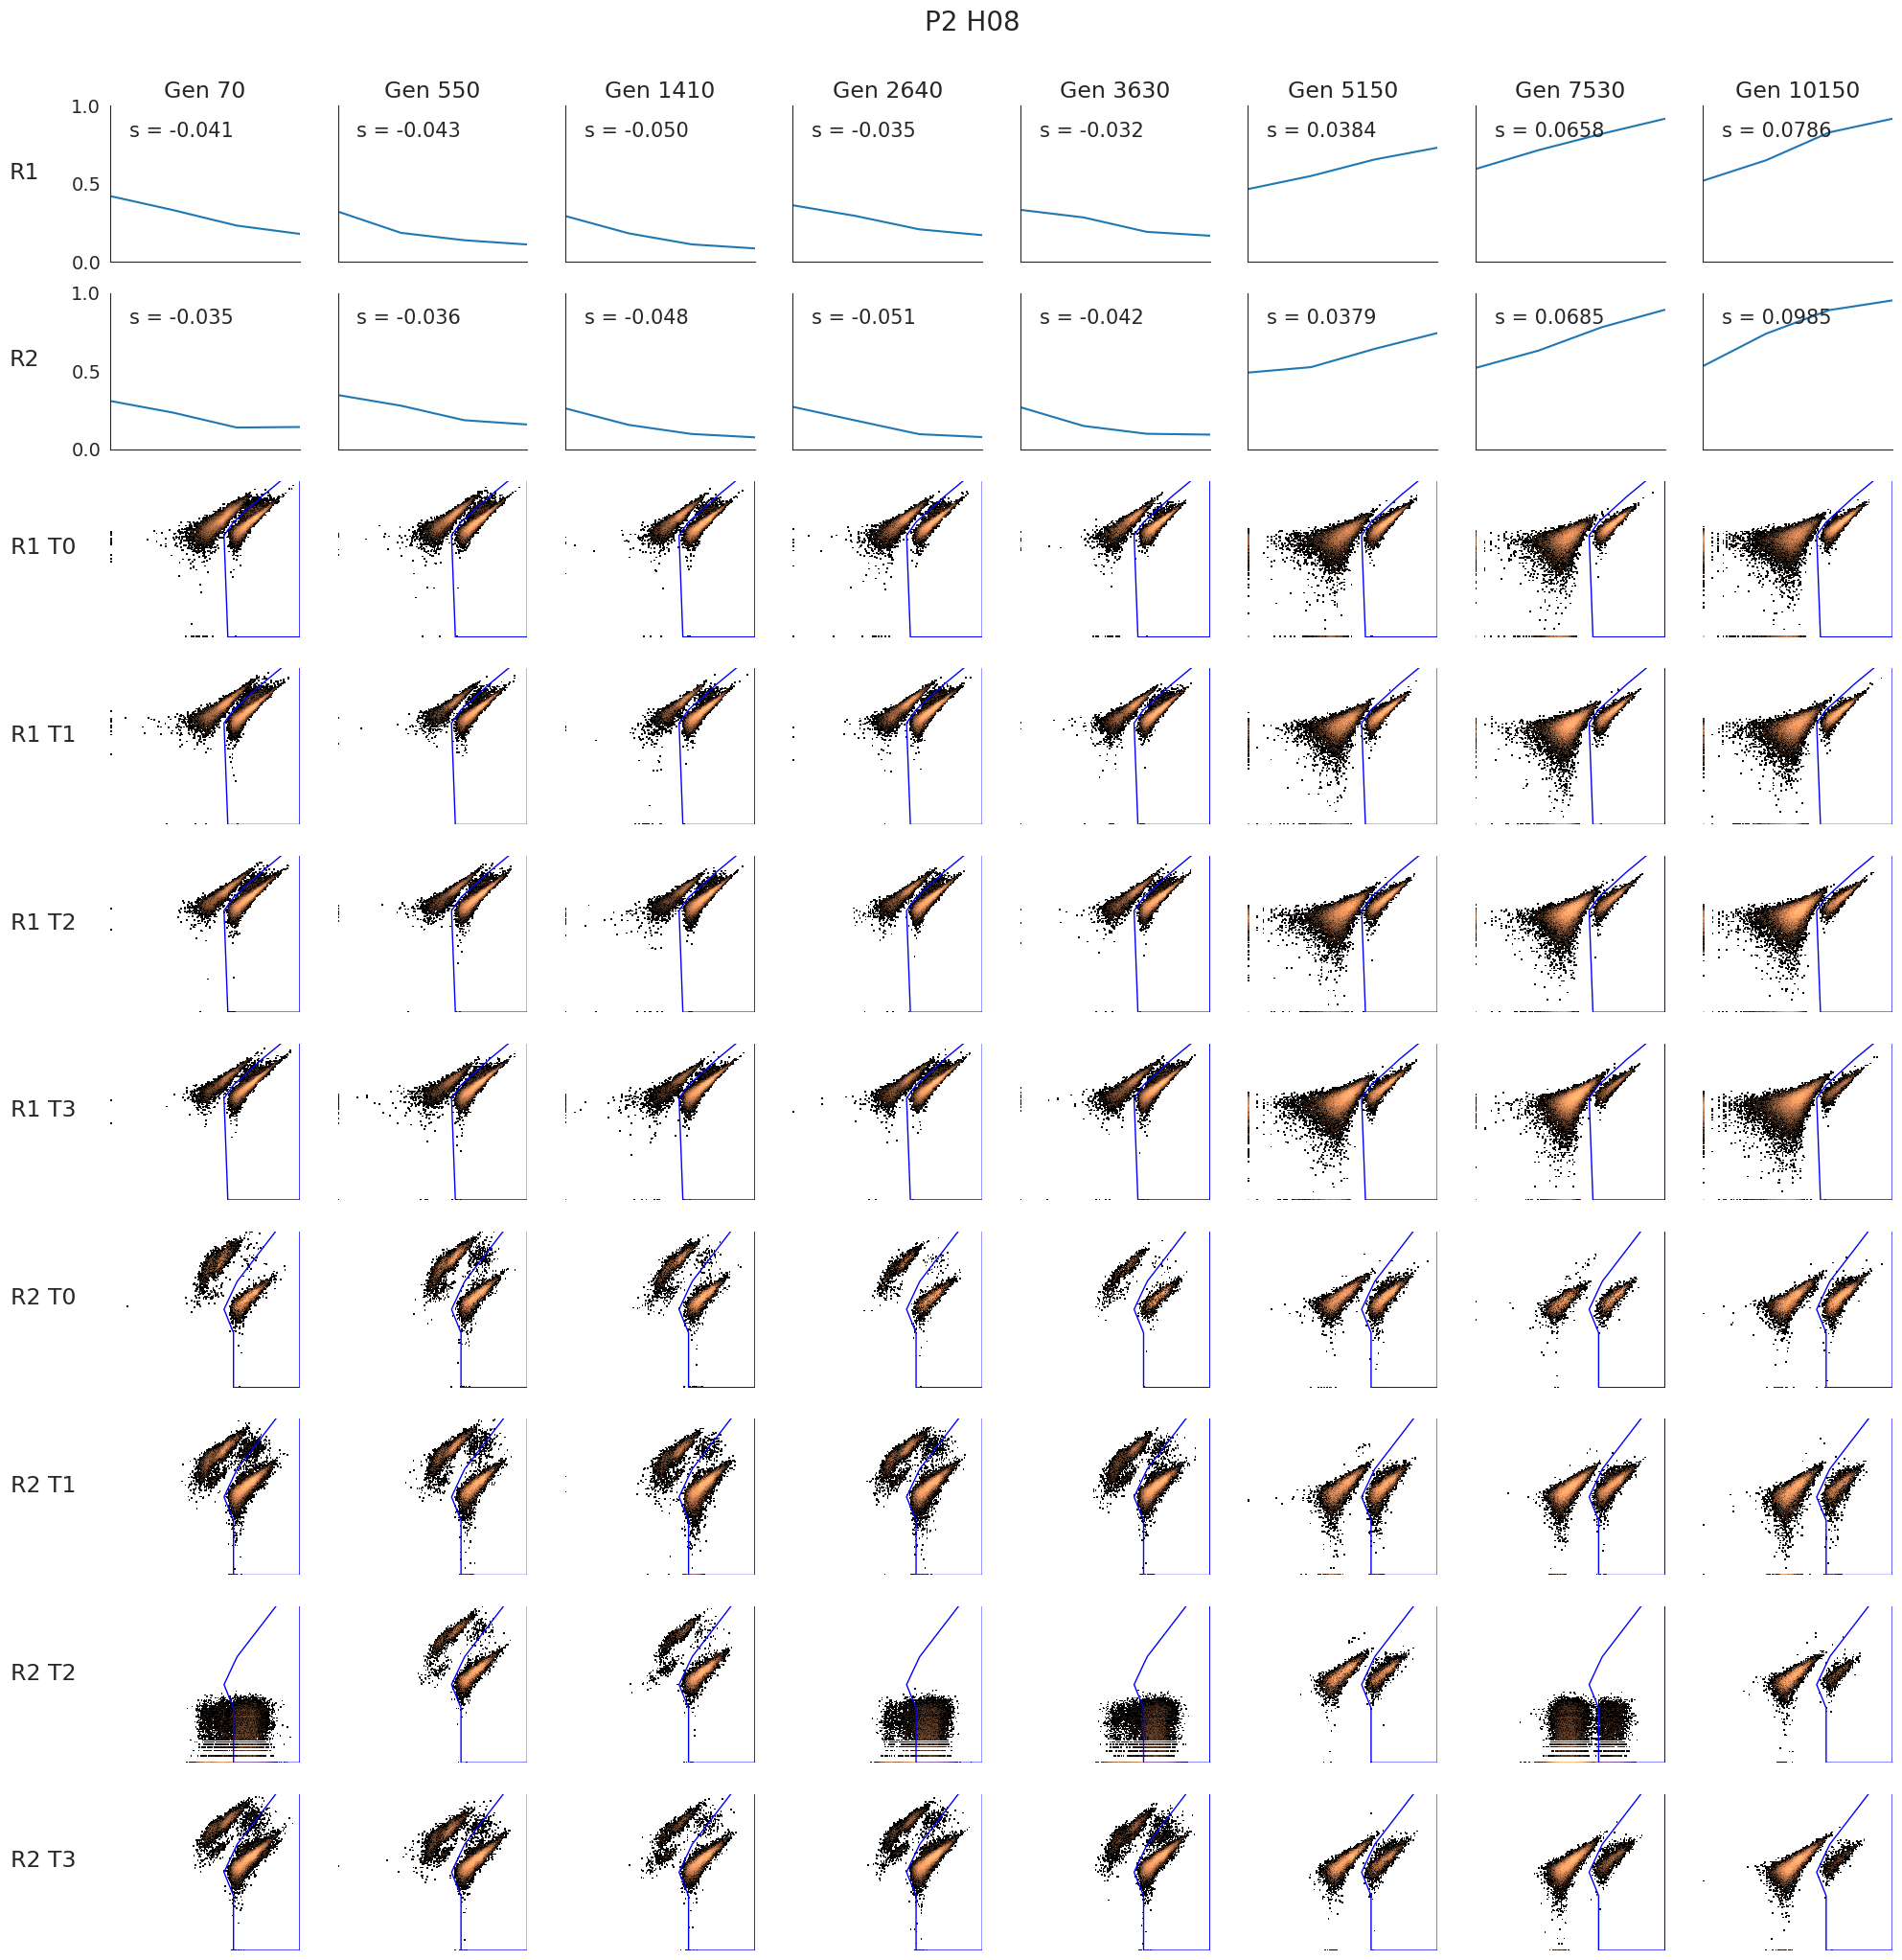 P2 H08
Gen 70 Gen 550 Gen 1410 Gen 2640 Gen 3630 Gen 5150 Gen 7530 Gen 10150
1.0
s = -0.041 s = -0.043 s = -0.050 s = -0.035 s = -0.032 s = 0.0384 s = 0.0658 s = 0.0786
R1
0.5
0.0
1.0
s = -0.035 s = -0.036 s = -0.048 s = -0.051 s = -0.042 s = 0.0379 s = 0.0685 s = 0.0985
R2
0.5
0.0
R1 T0
R1 T1
R1 T2
R1 T3
R2 T0
R2 T1
R2 T2
R2 T3